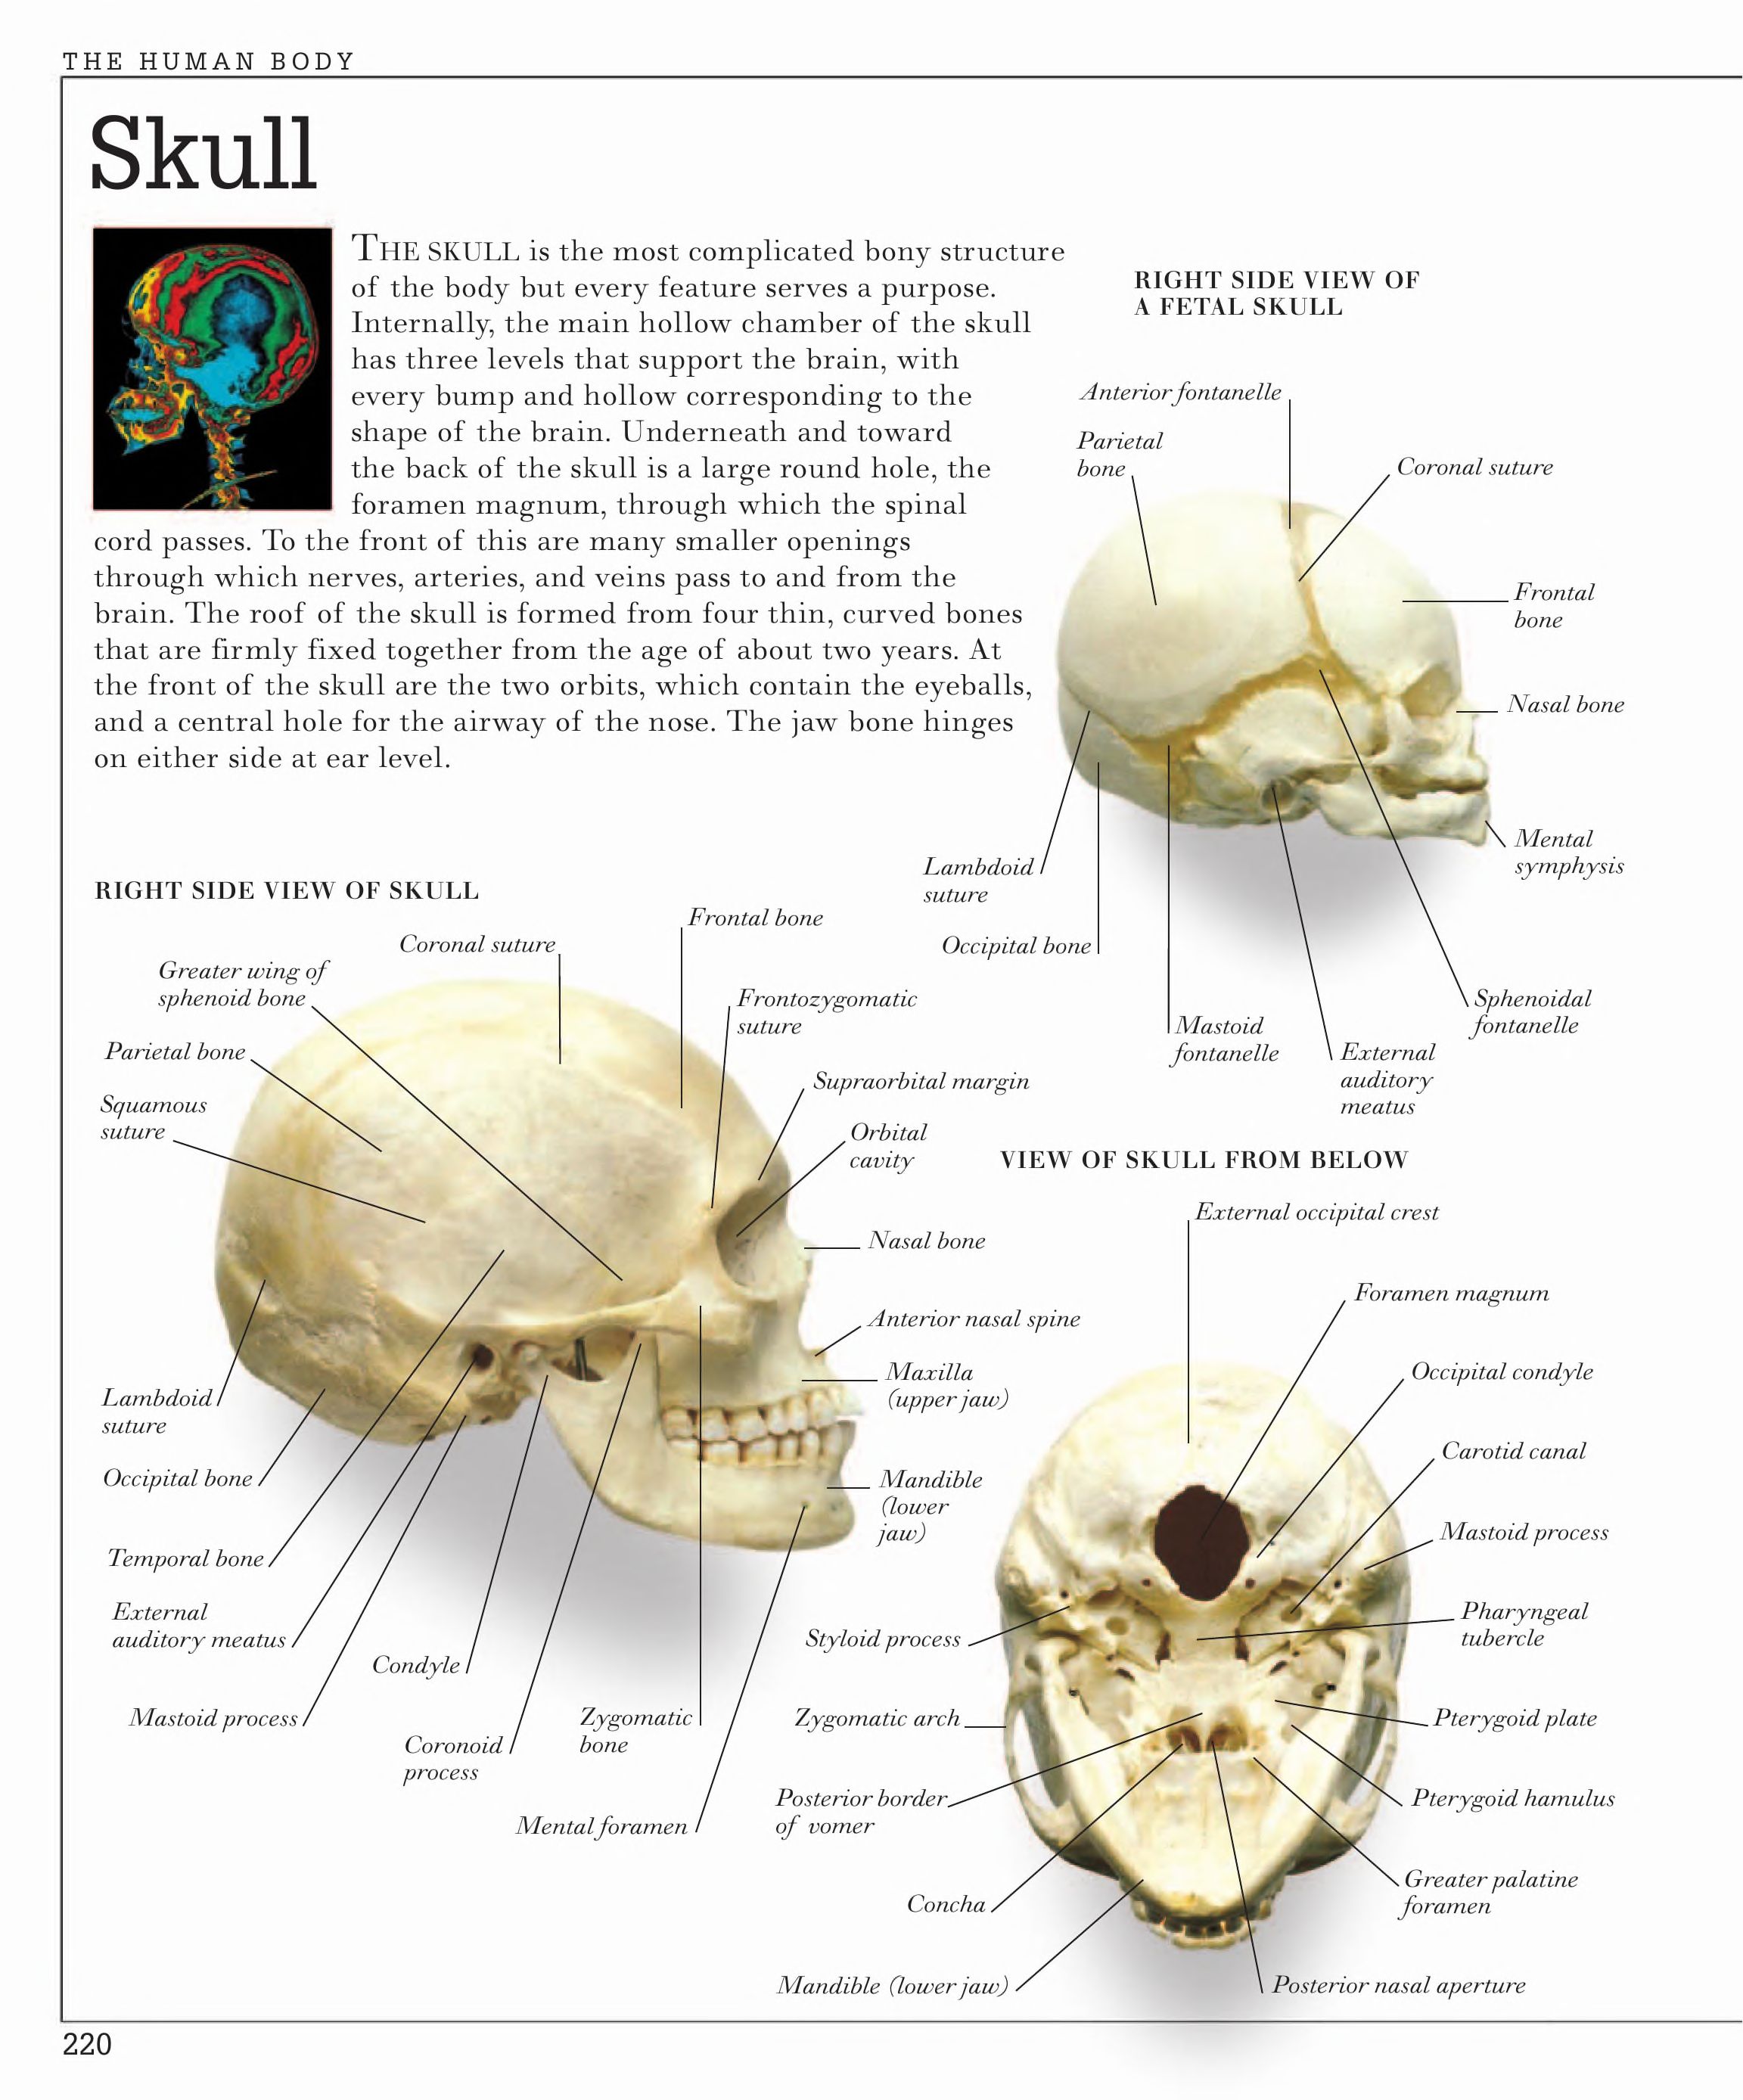 THE HUMAN BODY
Skull
THE SKULL is the most complicated bony structure
of the body but every feature serves a purpose.
Internally, the main hollow chamber of the skull
has three levels that support the brain, with
every bump and hollow corresponding to the
shape of the brain. Underneath and toward
the back of the skull is a large round hole, the
foramen magnum, through which the spinal
cord passes. To the front of this are many smaller openings
through which nerves, arteries, and veins pass to and from the
brain. The roof of the skull is formed from four thin, curved bones
that are firmly fixed together from the age of about two years. At
the front of the skull are the two orbits, which contain the eyeballs,
and a central hole for the airway of the nose. The jaw bone hinges
on either side at ear level.
RIGHT SIDE VIEW OF
A FETAL SKULL
Anterior fontanelle
Parietal
bone
Coronal suture
Frontal
bone
Nasal bone
Mental
symphysis
Lambdoid
suture
Occipital bone
Mastoid
fontanelle
External
auditory
meatus
Sphenoidal
fontanelle
RIGHT SIDE VIEW OF SKULL
Frontal bone
Coronal suture
Greater wing of
sphenoid bone
Frontozygomatic
suture
Parietal bone
Supraorbital margin
Squamous
suture
Orbital
cavity
Nasal bone
Anterior nasal spine
Maxilla
(upper jaw)
Lambdoid
suture
Occipital bone
Mandible
(lower
jaw)
Temporal bone
External
auditory meatus
Condyle
Mastoid process
Coronoid
process
Zygomatic
bone
Mental foramen
VIEW OF SKULL FROM BELOW
External occipital crest
Foramen magnum
Occipital condyle
Carotid canal
Mastoid process
Pharyngeal
tubercle
Styloid process
Zygomatic arch
Pterygoid plate
Posterior border
of vomer
Pterygoid hamulus
Greater palatine
foramen
Concha
Mandible (lower jaw)
Posterior nasal aperture
220